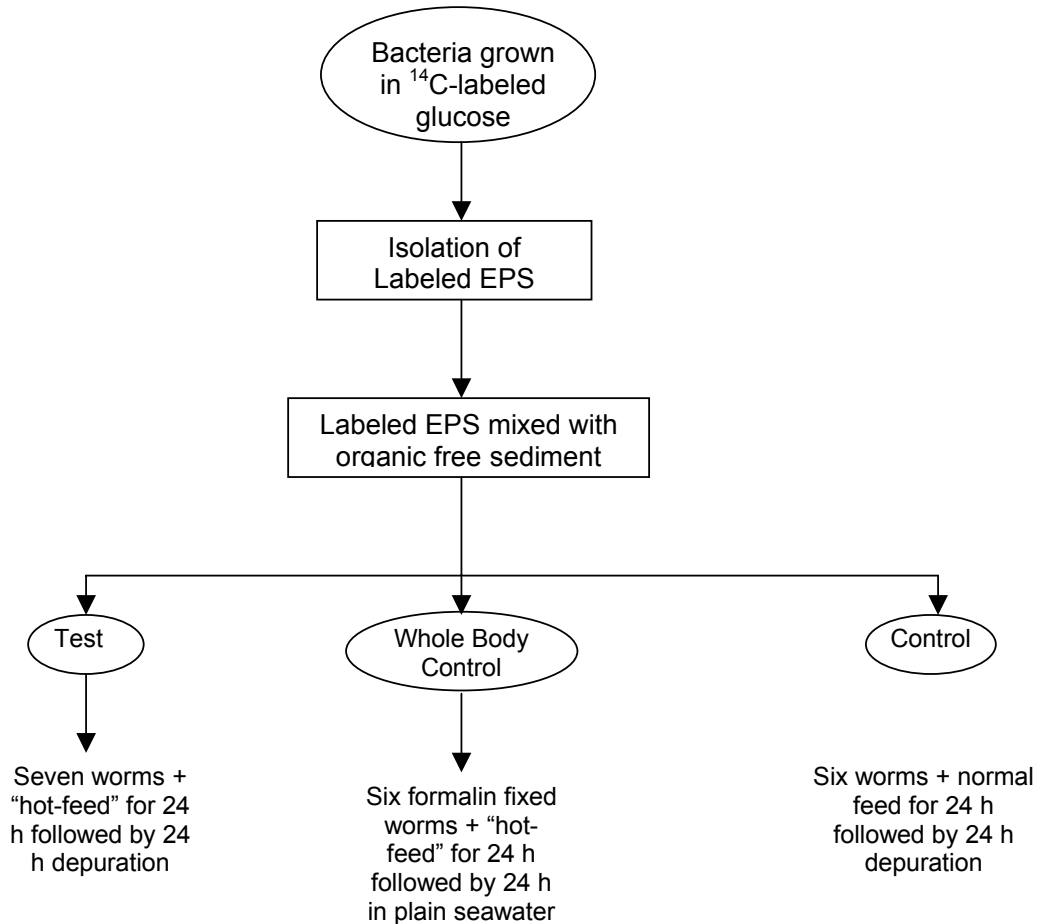 Bacteria grown
in ¹⁴C-labeled
glucose
Isolation of
Labeled EPS
Labeled EPS mixed with
organic free sediment
Test
Whole Body
Control
Control
Seven worms +
“hot-feed” for 24
h followed by 24
h depuration
Six formalin fixed
worms + “hot-
feed” for 24 h
followed by 24 h
in plain seawater
Six worms + normal
feed for 24 h
followed by 24 h
depuration